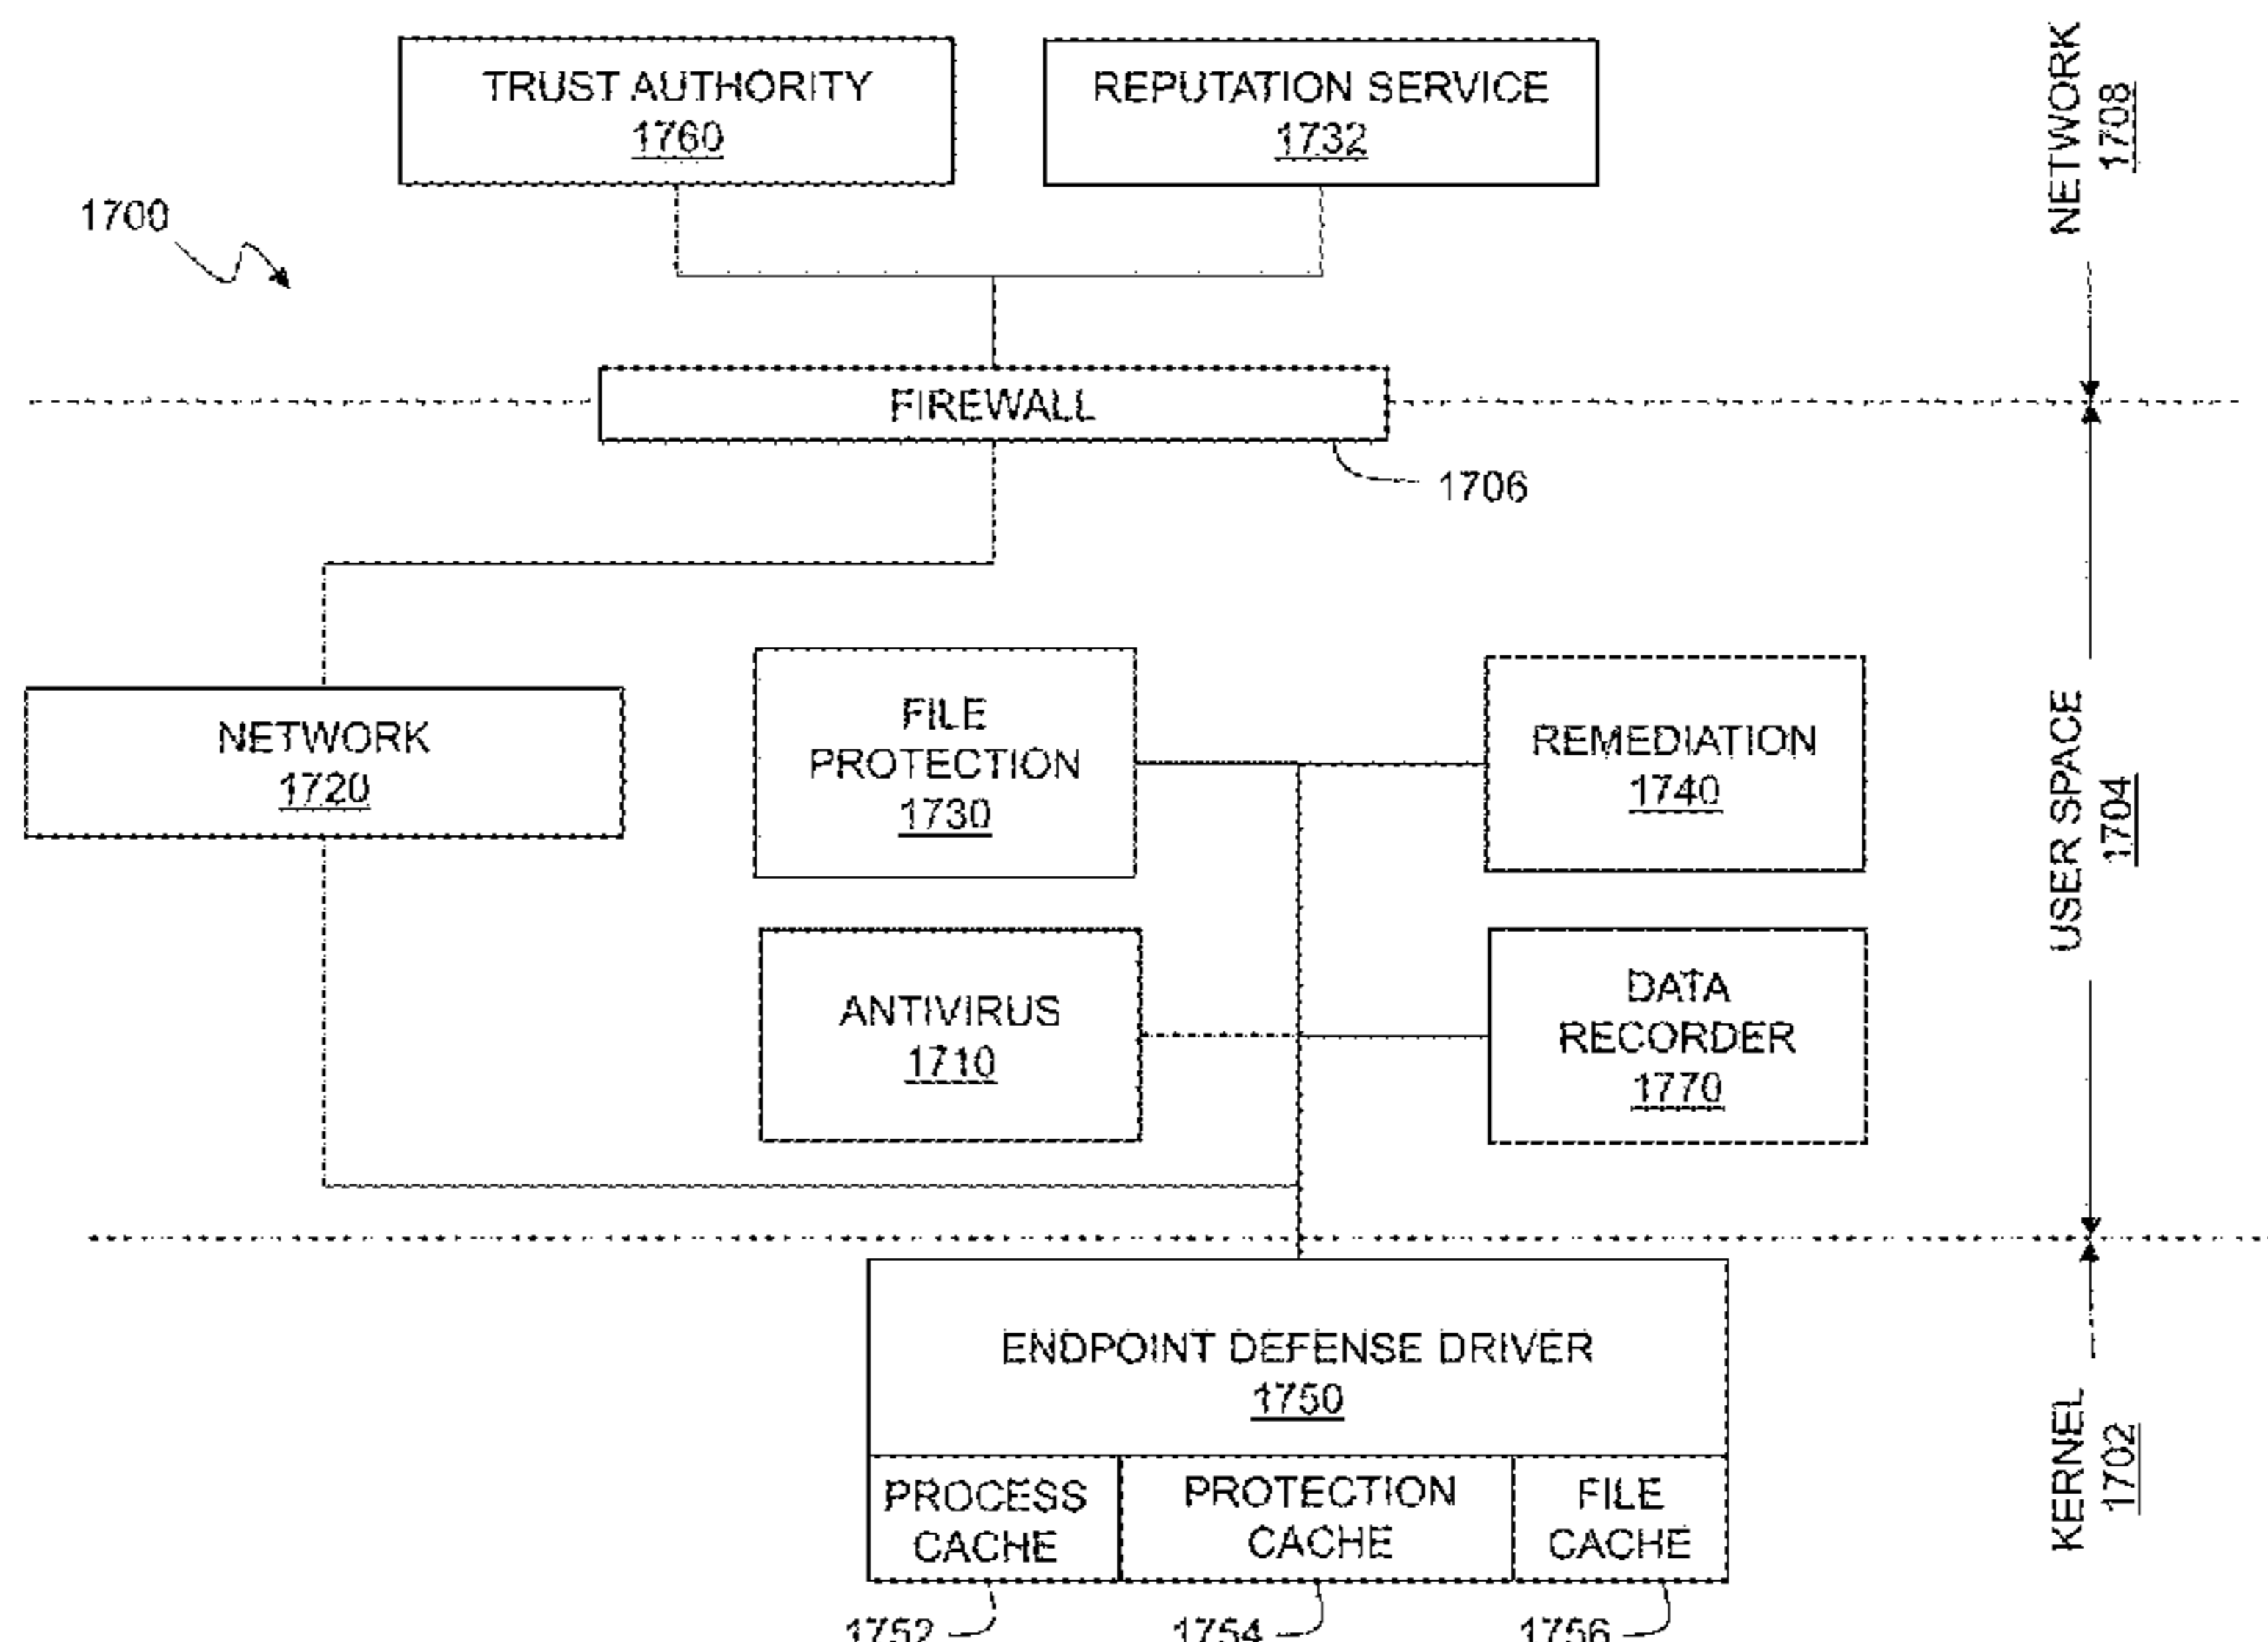 TRUST AUTHORITY
1760
REPUTATION SERVICE
1732
NETWORK
1708
1700
FIREWALL
1706
NETWORK
1720
FILE
PROTECTION
1730
REMEDIATION
1740
USER SPACE
1704
ANTIVIRUS
1710
DATA
RECORDER
1770
ENDPOINT DEFENSE DRIVER
1750
PROCESS
CACHE
PROTECTION
CACHE
FILE
CACHE
KERNEL
1702
1752
1754
1756